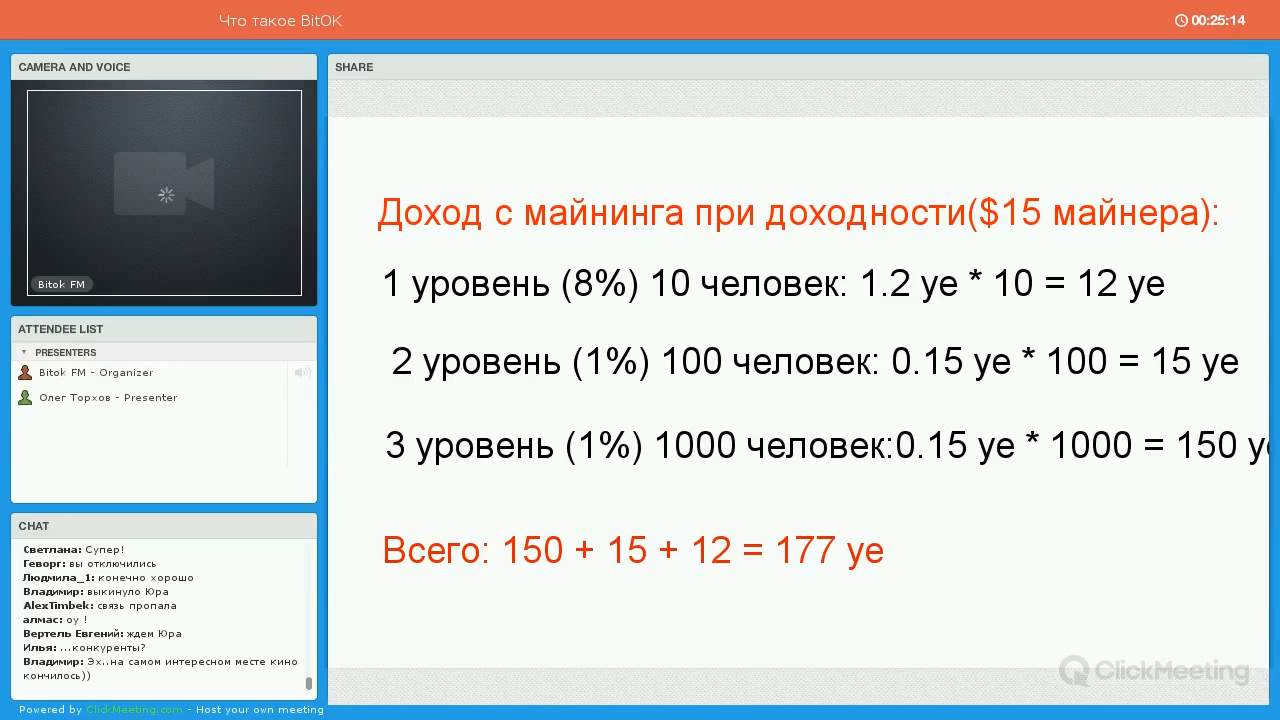 Что такое BitOK
00:25:14
CAMERA AND VOICE
Bitok FM
ATTENDEE LIST
PRESENTERS
Bitok FM - Organizer
Олег Торхов - Presenter
CHAT
Светлана: Супер!
Геворг: вы отключились
Людмила_1: конечно хорошо
Владимир: выкинуло Юра
AlexTimbek: связь пропала
алмас: оу !
Вертель Евгений: ждем Юра
Илья: ...конкуренты?
Владимир: Эх..на самом интересном месте кино
кончилось))
SHARE
Доход с майнинга при доходности($15 майнера):
1 уровень (8%) 10 человек: 1.2 уе * 10 = 12 уе
2 уровень (1%) 100 человек: 0.15 уе * 100 = 15 уе
3 уровень (1%) 1000 человек:0.15 уе * 1000 = 150 уе
Всего: 150 + 15 + 12 = 177 уе
ClickMeeting
Powered by ClickMeeting.com - Host your own meeting